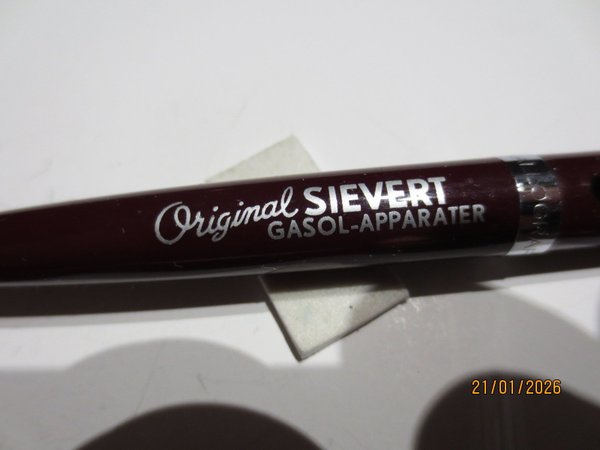 Original SIEVERT
GASOL-APPARATER
21/01/2026